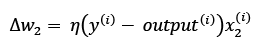 Δw₂ = η(y⁽ⁱ⁾ − output⁽ⁱ⁾)x₂⁽ⁱ⁾